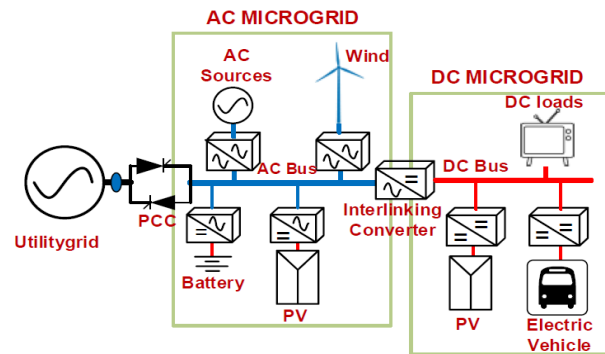 AC MICROGRID
AC
Sources
Wind
DC MICROGRID
DC loads
AC Bus
DC Bus
PCC
Utilitygrid
Interlinking
Converter
Battery
PV
PV
Electric
Vehicle